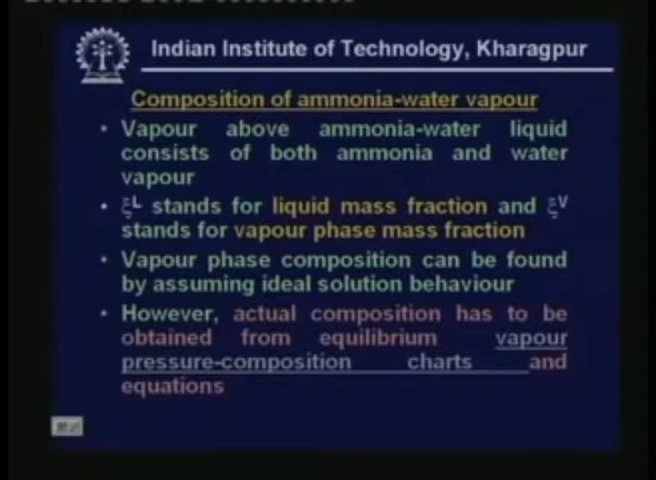 Indian Institute of Technology, Kharagpur
Composition of ammonia-water vapour
• Vapour above ammonia-water liquid
consists of both ammonia and water
vapour
• ξᴸ stands for liquid mass fraction and ξⱽ
stands for vapour phase mass fraction
• Vapour phase composition can be found
by assuming ideal solution behaviour
• However, actual composition has to be
obtained from equilibrium vapour
pressure-composition charts and
equations